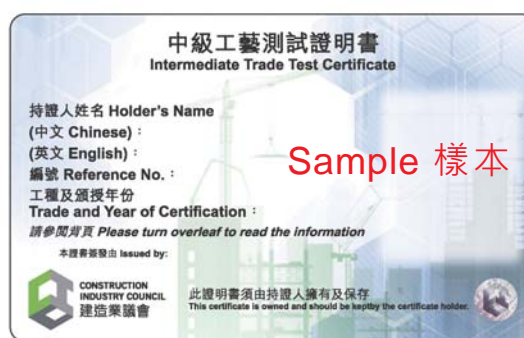 中級工藝測試證明書
Intermediate Trade Test Certificate
持證人姓名 Holder's Name
(中文 Chinese)：
(英文 English)：
Sample 樣本
編號 Reference No.：
工種及頒授年份
Trade and Year of Certification：
請參閱背頁 Please turn overleaf to read the information
本證書簽發由 Issued by:
CONSTRUCTION
INDUSTRY COUNCIL
建造業議會
此證明書須由持證人擁有及保存
This certificate is owned and should be keptby the certificate holder.